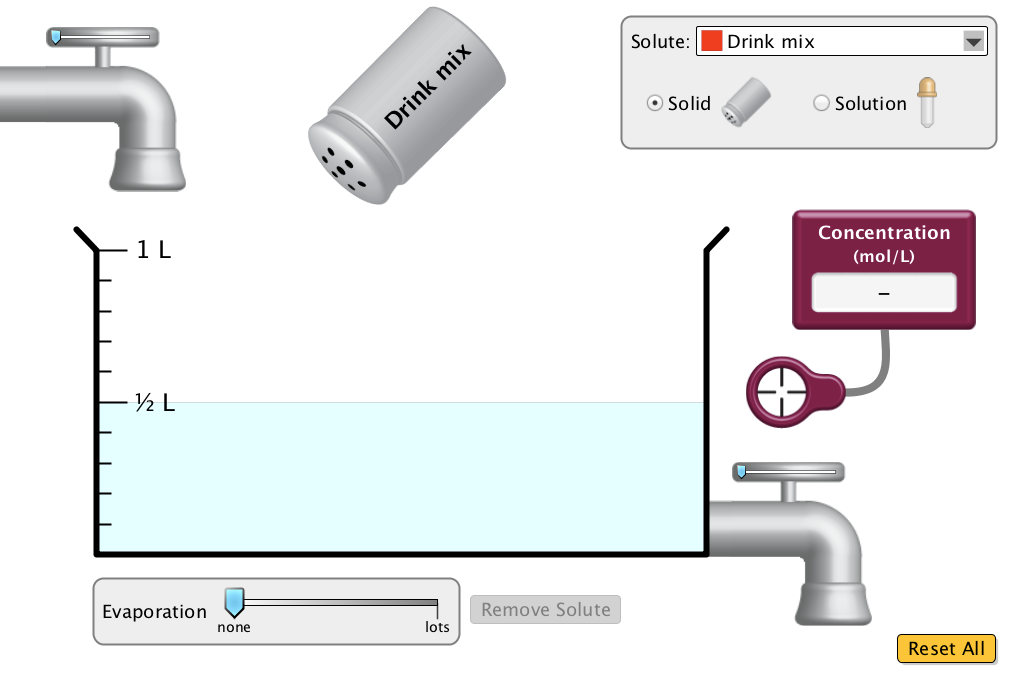 Drink mix
Solute: Drink mix
Solid
Solution
1 L
Concentration
(mol/L)
–
½ L
Evaporation
none
lots
Remove Solute
Reset All